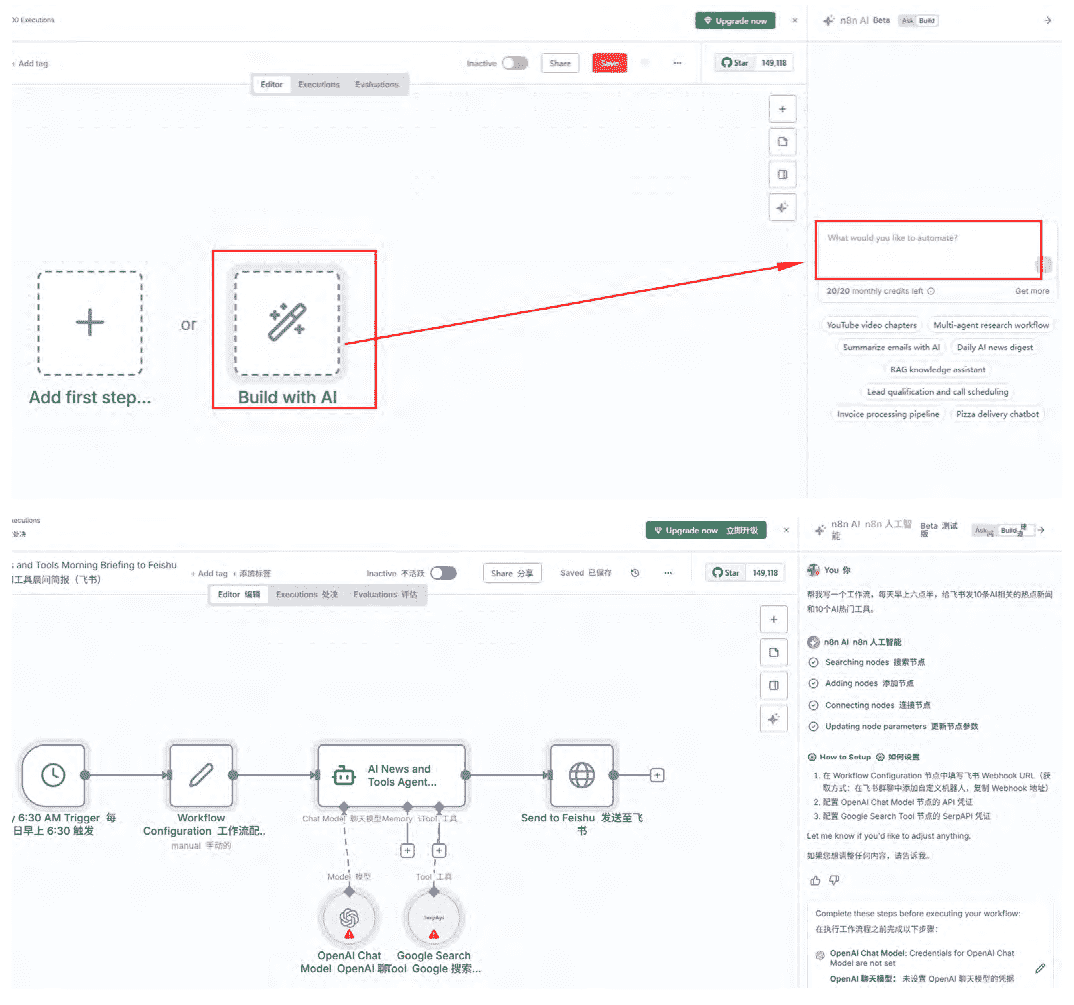 Executions
Upgrade now
×
n8n AI Beta
Ask Build
Add tag
Inactive
Share
Save
Star 149,118
Editor Executions Evaluations
What would you like to automate?
20/20 monthly credits left
Get more
YouTube video chapters
Multi-agent research workflow
Summarize emails with AI
Daily AI news digest
RAG knowledge assistant
Lead qualification and call scheduling
Invoice processing pipeline
Pizza delivery chatbot
or
Add first step...
Build with AI
处决
Upgrade now 立即升级
×
n8n AI n8n 人工智能
Beta 测试版
Ask
Build
s and Tools Morning Briefing to Feishu
工具晨间简报（飞书）
+ Add tag + 添加标签
Inactive 不活跃
Share 分享
Saved 已保存
Star 149,118
Editor 编辑 Executions 处决 Evaluations 评估
You 你
帮我写一个工作流，每天早上六点半，给飞书发10条AI相关的热点新闻
和10个AI热门工具。
n8n AI n8n 人工智能
Searching nodes 搜索节点
Adding nodes 添加节点
Connecting nodes 连接节点
Updating node parameters 更新节点参数
How to Setup 如何设置
1. 在 Workflow Configuration 节点中填写飞书 Webhook URL（获
取方式：在飞书群聊中添加自定义机器人，复制 Webhook 地址）
2. 配置 OpenAI Chat Model 节点的 API 凭证
3. 配置 Google Search Tool 节点的 SerpAPI 凭证
Let me know if you'd like to adjust anything.
如果您想调整任何内容，请告诉我。
Complete these steps before executing your workflow:
在执行工作流程之前完成以下步骤：
OpenAI Chat Model: Credentials for OpenAI Chat
Model are not set
OpenAI 聊天模型： 未设置 OpenAI 聊天模型的凭据
y 6:30 AM Trigger 每
日早上 6:30 触发
Workflow
Configuration 工作流配..
manual 手动的
AI News and
Tools Agent...
Chat Model 聊天模型
Memory
Tool 工具
Send to Feishu 发送至飞
书
Model 模型
Tool 工具
SerpApi
OpenAI Chat
Model OpenAI 聊
Google Search
Tool Google 搜索...